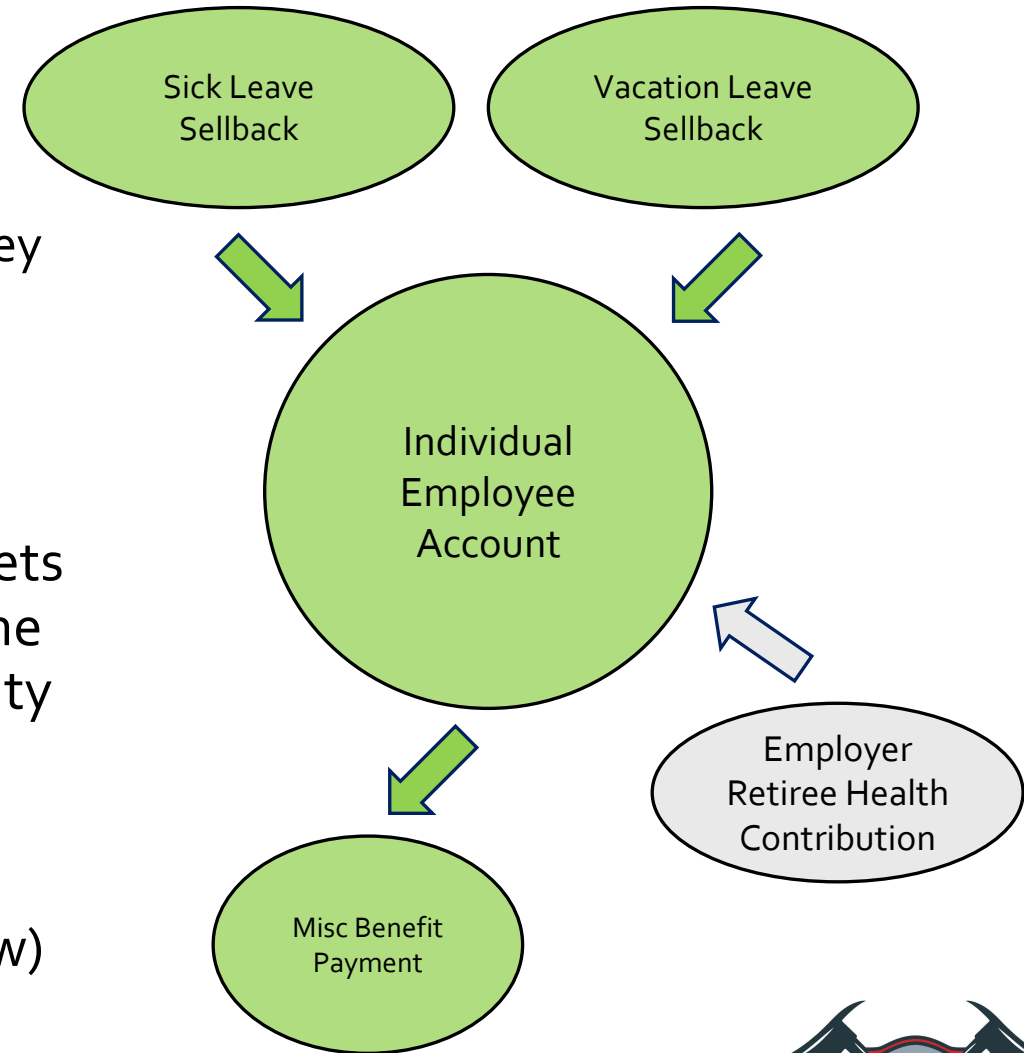 Sick Leave
Sellback
Vacation Leave
Sellback
Individual
Employee
Account
Employer
Retiree Health
Contribution
Misc Benefit
Payment